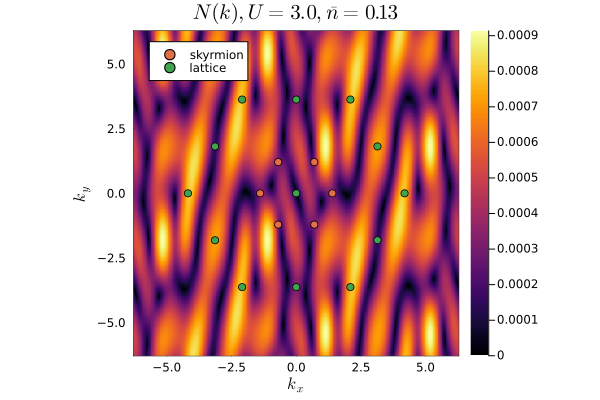 N(k), U = 3.0, n̄ = 0.13
skyrmion
lattice
5.0
2.5
0.0
−2.5
−5.0
k_y
−5.0 −2.5 0.0 2.5 5.0
k_x
0.0009
0.0008
0.0007
0.0006
0.0005
0.0004
0.0003
0.0002
0.0001
0